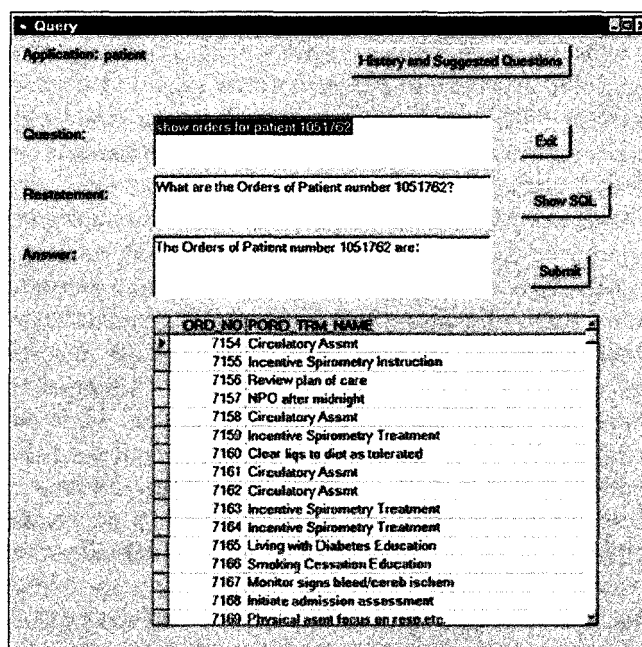 Query
Application: patient
History and Suggested Questions
Question:
show orders for patient 1051762
Exit
Restatement:
What are the Orders of Patient number 1051762?
Show SQL
Answer:
The Orders of Patient number 1051762 are:
Submit
ORD_NO PORD_TRM_NAME
7154 Circulatory Assmt
7155 Incentive Spirometry Instruction
7156 Review plan of care
7157 NPO after midnight
7158 Circulatory Assmt
7159 Incentive Spirometry Treatment
7160 Clear liqs to diet as tolerated
7161 Circulatory Assmt
7162 Circulatory Assmt
7163 Incentive Spirometry Treatment
7164 Incentive Spirometry Treatment
7165 Living with Diabetes Education
7166 Smoking Cessation Education
7167 Monitor signs bleed/cereb ischem
7168 Initiate admission assessment
7169 Physical asmt focus on resp,etc.